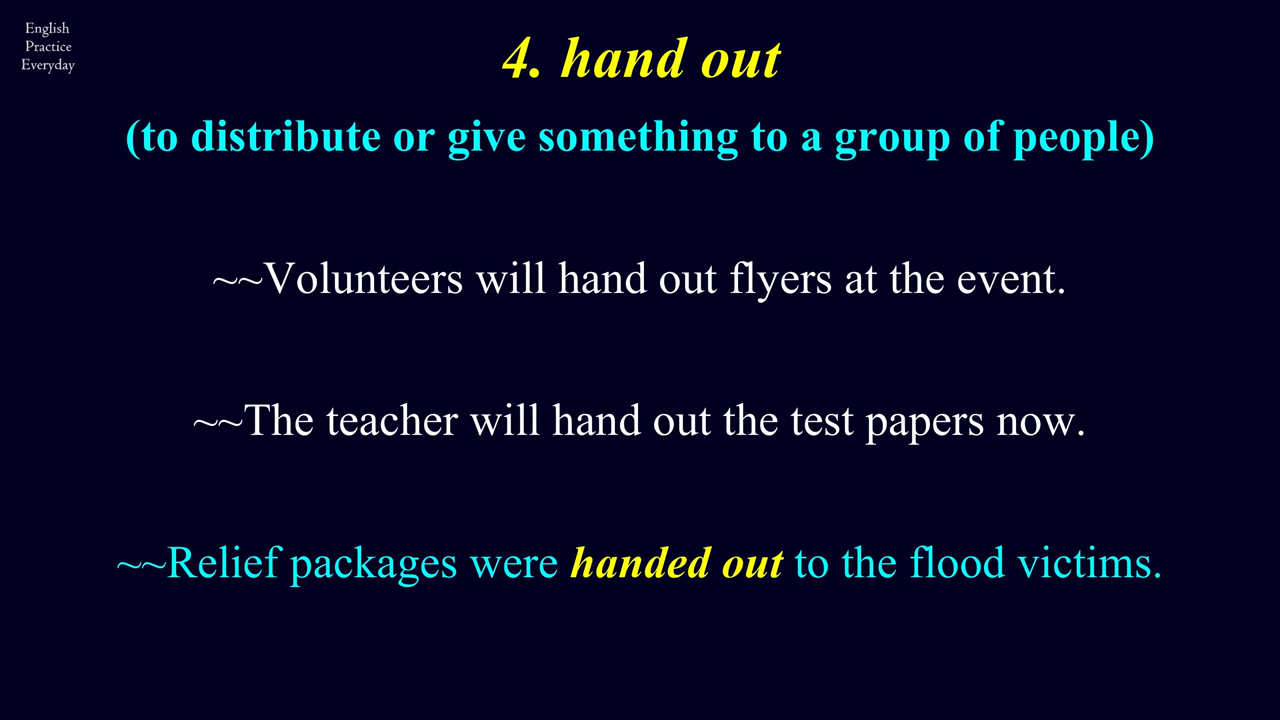 English
Practice
Everyday
4. hand out
(to distribute or give something to a group of people)
~~Volunteers will hand out flyers at the event.
~~The teacher will hand out the test papers now.
~~Relief packages were handed out to the flood victims.